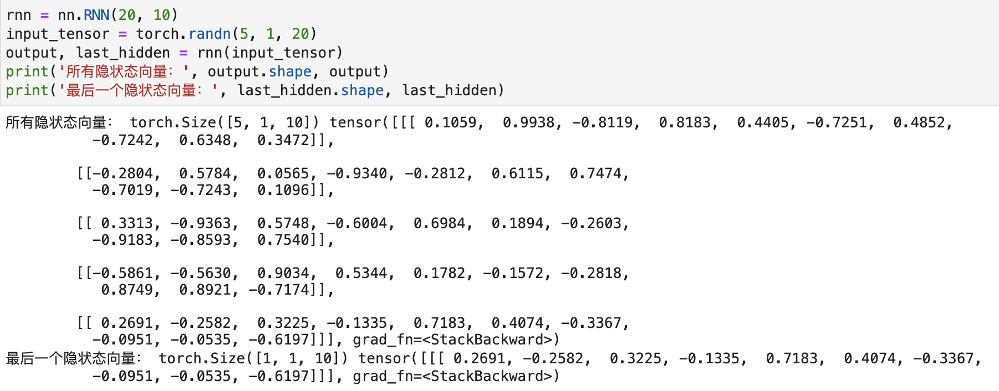 rnn = nn.RNN(20, 10)
input_tensor = torch.randn(5, 1, 20)
output, last_hidden = rnn(input_tensor)
print('所有隐状态向量：', output.shape, output)
print('最后一个隐状态向量：', last_hidden.shape, last_hidden)
所有隐状态向量： torch.Size([5, 1, 10]) tensor([[[ 0.1059,  0.9938, -0.8119,  0.8183,  0.4405, -0.7251,  0.4852,
          -0.7242,  0.6348,  0.3472]],
        [[-0.2804,  0.5784,  0.0565, -0.9340, -0.2812,  0.6115,  0.7474,
          -0.7019, -0.7243,  0.1096]],
        [[ 0.3313, -0.9363,  0.5748, -0.6004,  0.6984,  0.1894, -0.2603,
          -0.9183, -0.8593,  0.7540]],
        [[-0.5861, -0.5630,  0.9034,  0.5344,  0.1782, -0.1572, -0.2818,
           0.8749,  0.8921, -0.7174]],
        [[ 0.2691, -0.2582,  0.3225, -0.1335,  0.7183,  0.4074, -0.3367,
          -0.0951, -0.0535, -0.6197]]], grad_fn=<StackBackward>)
最后一个隐状态向量： torch.Size([1, 1, 10]) tensor([[[ 0.2691, -0.2582,  0.3225, -0.1335,  0.7183,  0.4074, -0.3367,
          -0.0951, -0.0535, -0.6197]]], grad_fn=<StackBackward>)